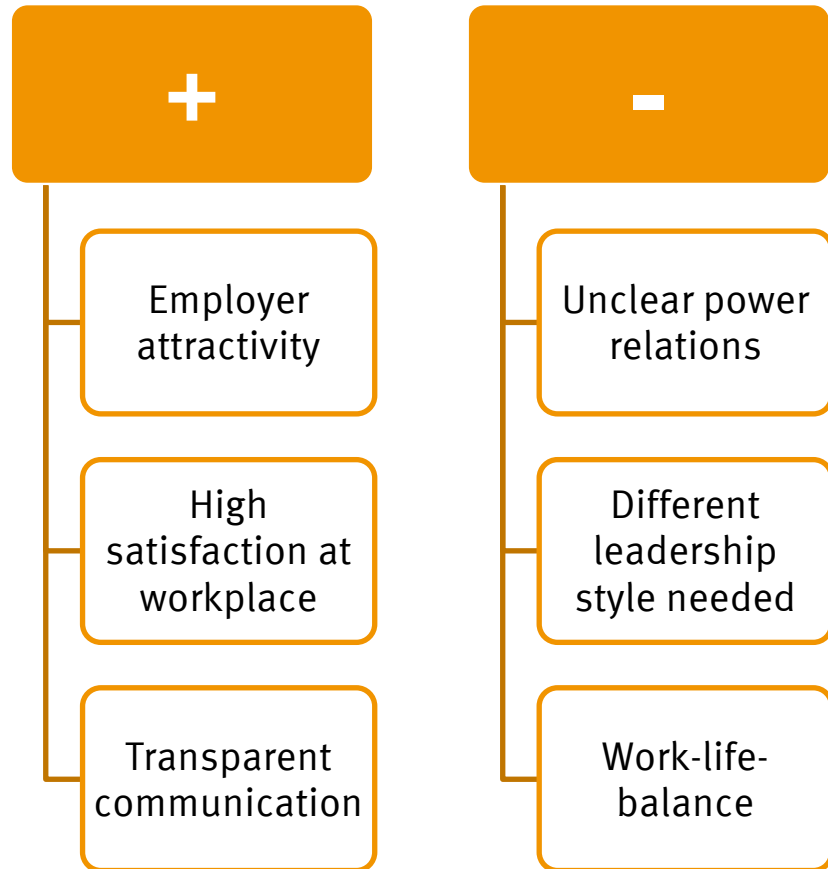 +
Employer
attractivity
High
satisfaction at
workplace
Transparent
communication
-
Unclear power
relations
Different
leadership
style needed
Work-life-
balance